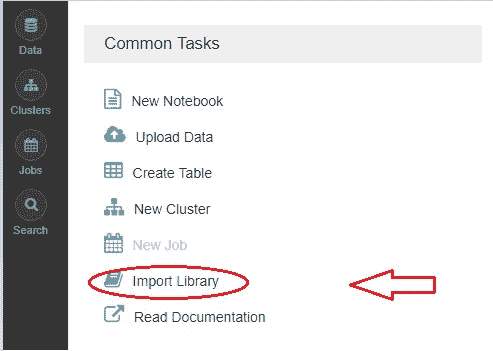 Data
Clusters
Jobs
Search
Common Tasks
New Notebook
Upload Data
Create Table
New Cluster
New Job
Import Library
Read Documentation